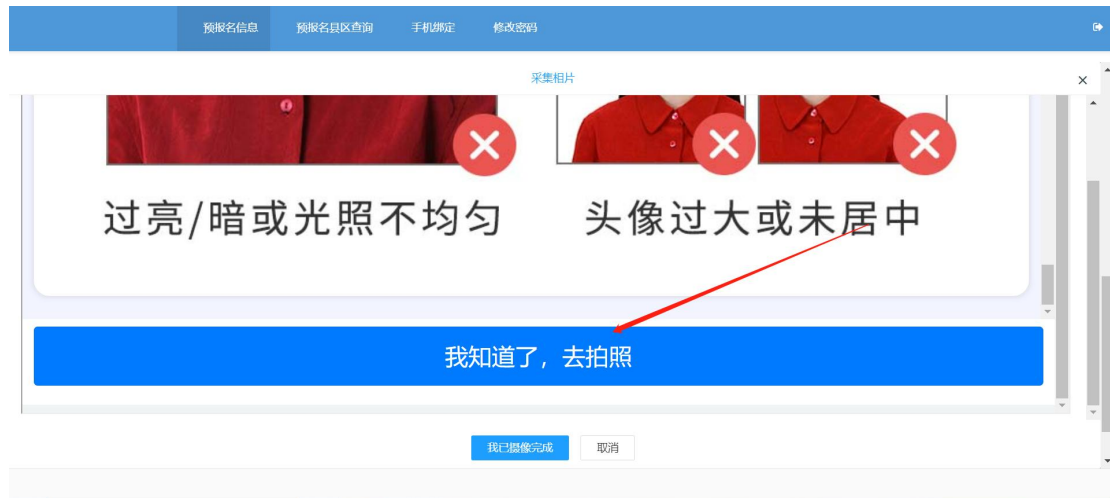 预报名信息 预报名县区查询 手机绑定 修改密码
采集相片
过亮/暗或光照不均匀 头像过大或未居中
我知道了，去拍照
我已摄像完成 取消